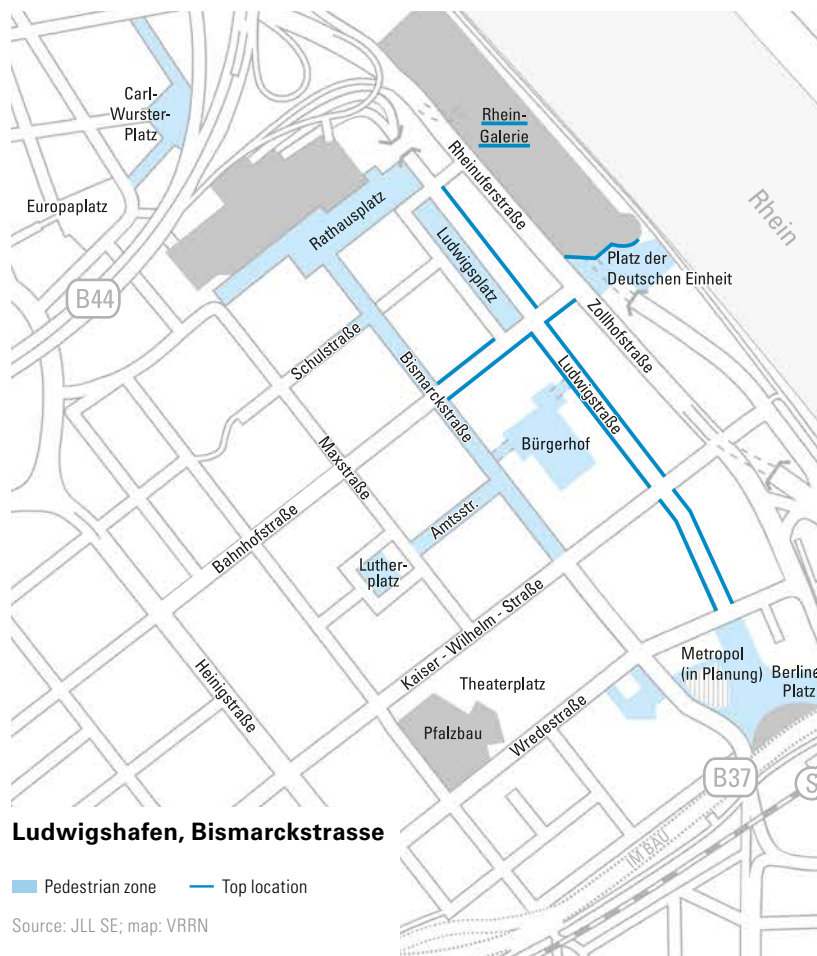 Carl-
Wurster-
Platz
Europaplatz
B44
Rathausplatz
Rhein-
Galerie
Rheinuferstraße
Rhein
Ludwigsplatz
Platz der
Deutschen Einheit
Zollhofstraße
Schulstraße
Bismarckstraße
Ludwigstraße
Bürgerhof
Maxstraße
Amtsstr.
Bahnhofstraße
Luther-
platz
Kaiser - Wilhelm - Straße
Heinigstraße
Theaterplatz
Metropol
(in Planung)
Berline
Platz
Pfalzbau
Wredestraße
B37
S
IM BAU
Ludwigshafen, Bismarckstrasse
Pedestrian zone
Top location
Source: JLL SE; map: VRRN